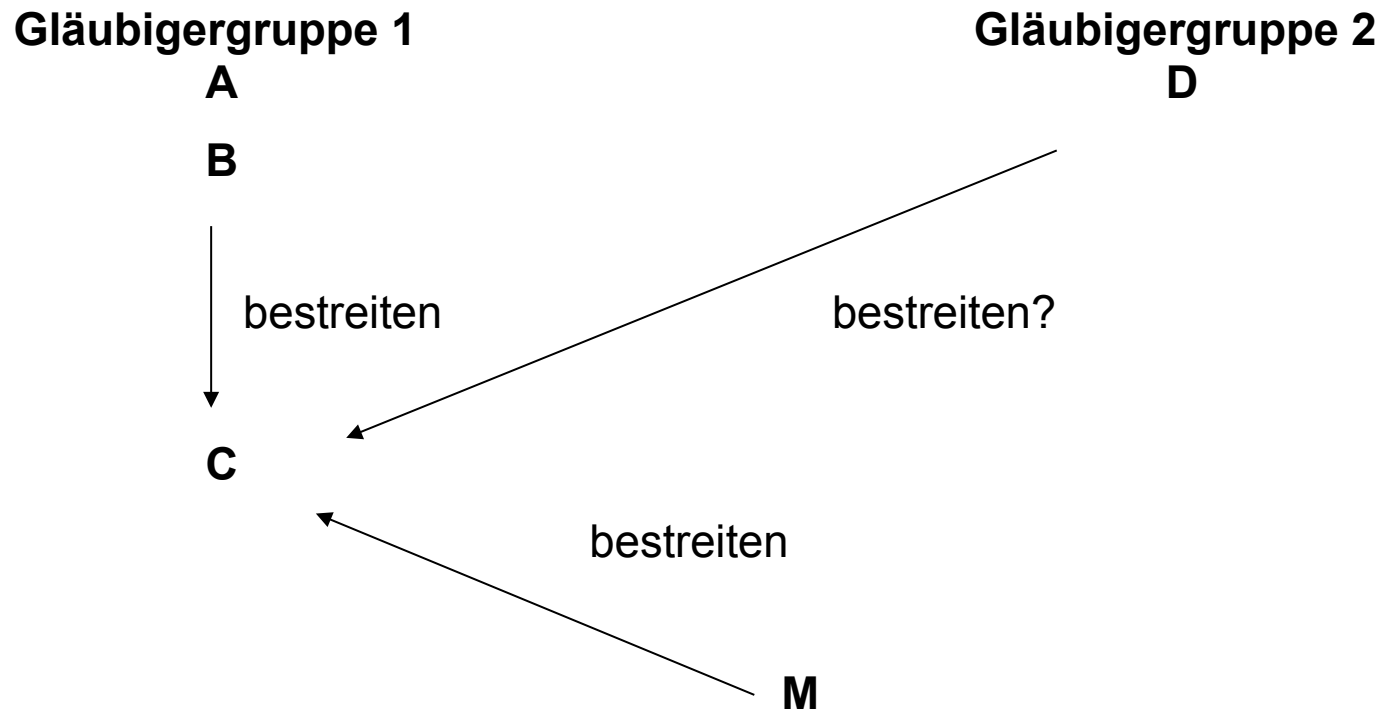 Gläubigergruppe 1
A
B
bestreiten
C
Gläubigergruppe 2
D
bestreiten?
bestreiten
M